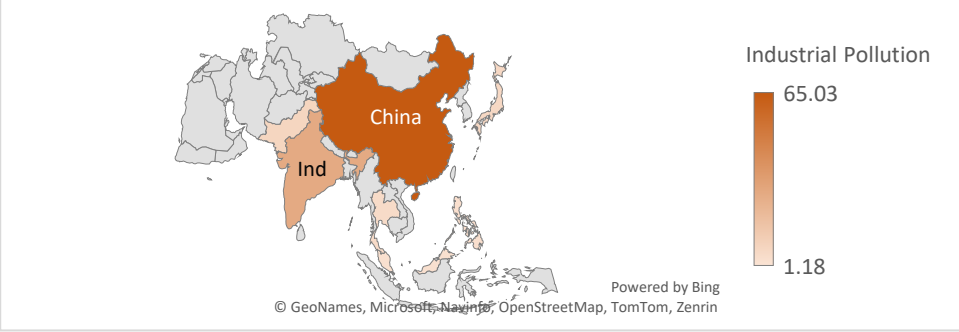 Industrial Pollution
65.03
China
Ind
1.18
Powered by Bing
© GeoNames, Microsoft, Navinfo, OpenStreetMap, TomTom, Zenrin